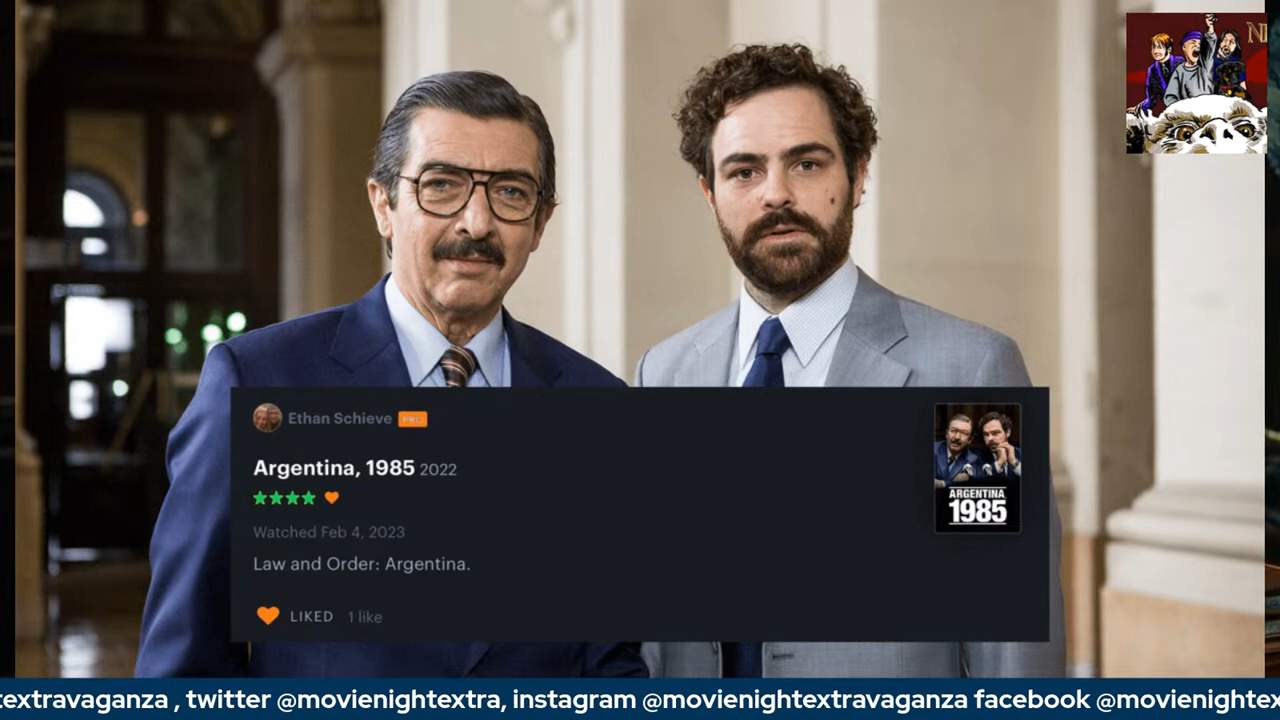 Ethan Schieve PRO
Argentina, 1985 2022
Watched Feb 4, 2023
Law and Order: Argentina.
LIKED 1 like
ARGENTINA
1985
extravaganza , twitter @movienightextra, instagram @movienightextravaganza facebook @movienightex